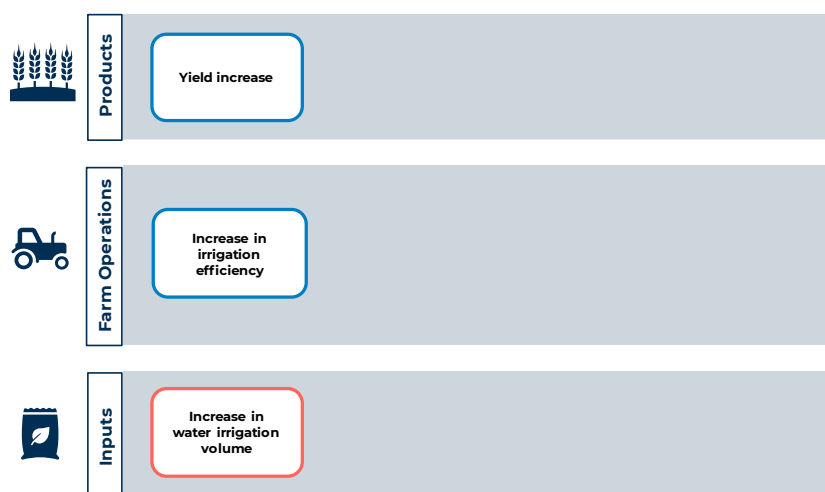 Products
Yield increase
Farm Operations
Increase in
irrigation
efficiency
Inputs
Increase in
water irrigation
volume